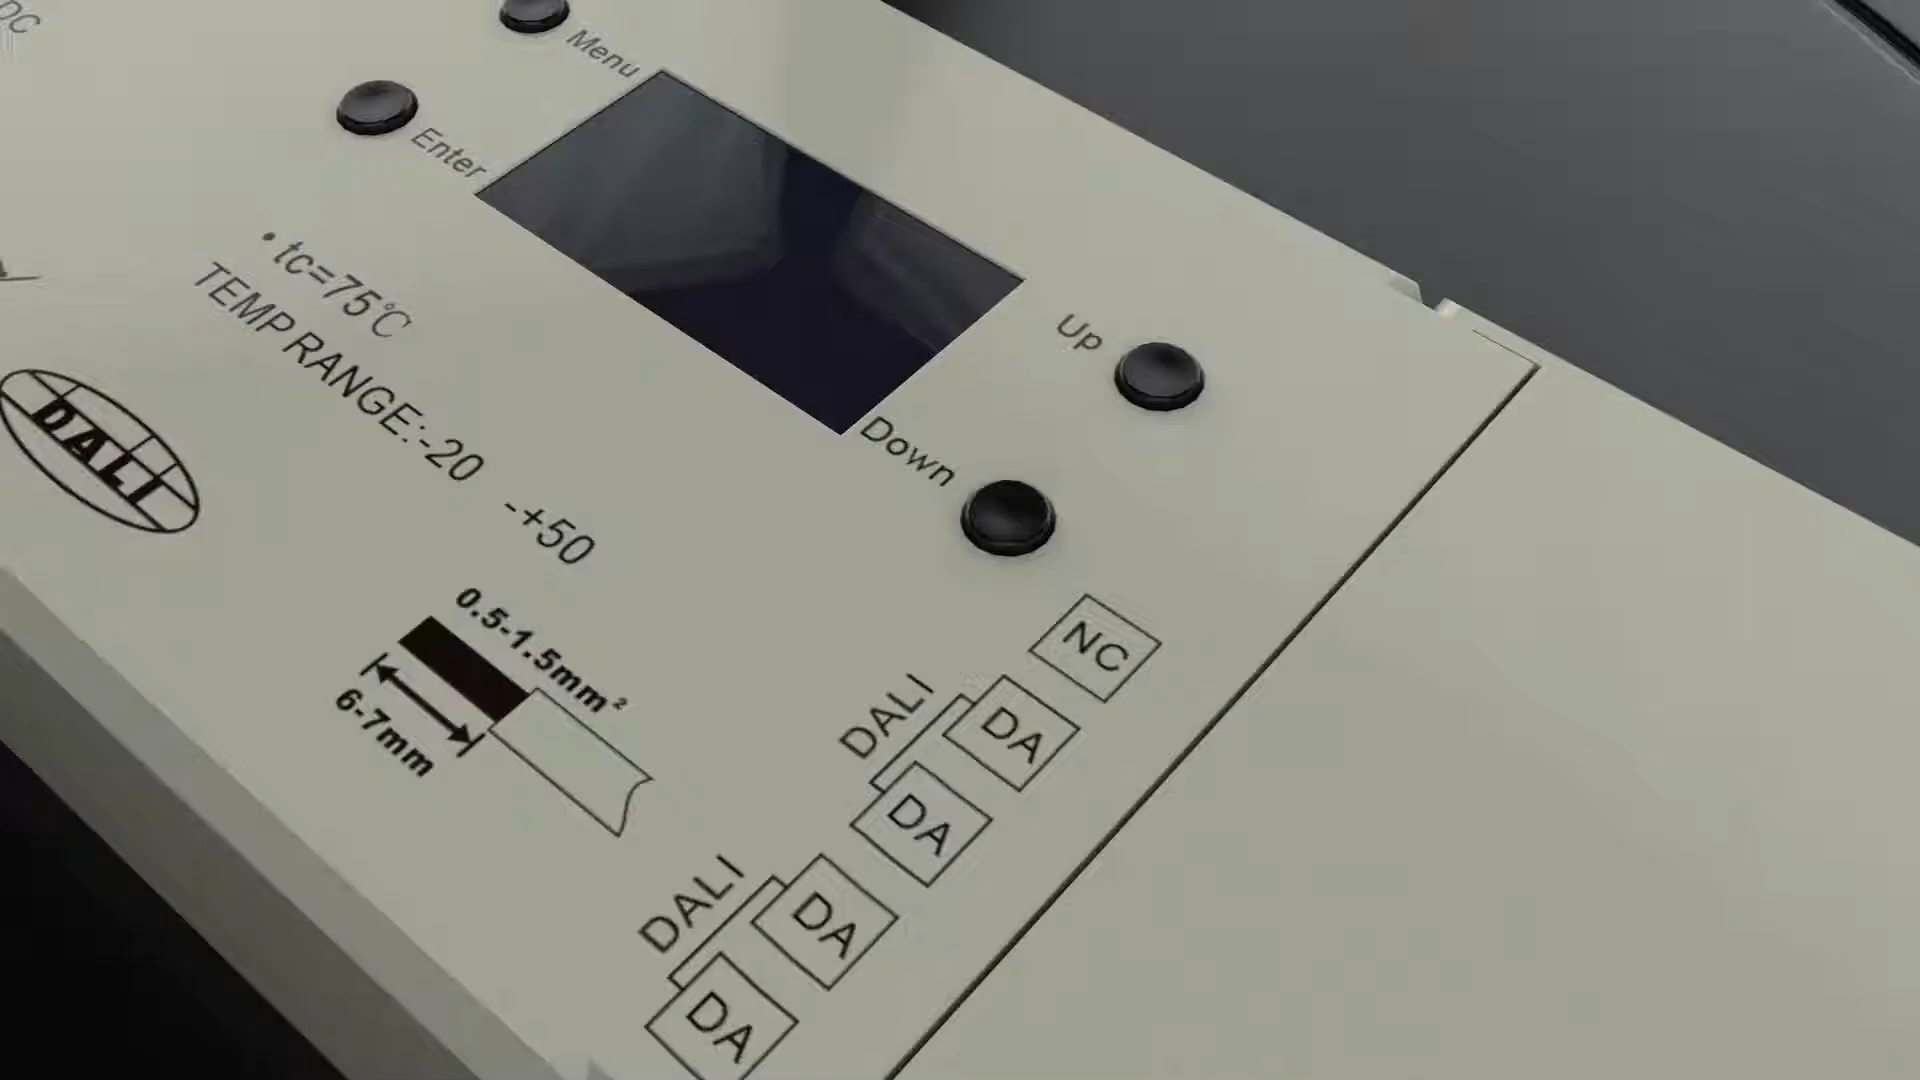 DC
Menu
Enter
• tc=75℃
TEMP RANGE:-20 -+50
DALI
Up
Down
0.5-1.5mm²
6-7mm
NC
DALI
DA
DA
DALI
DA
DA